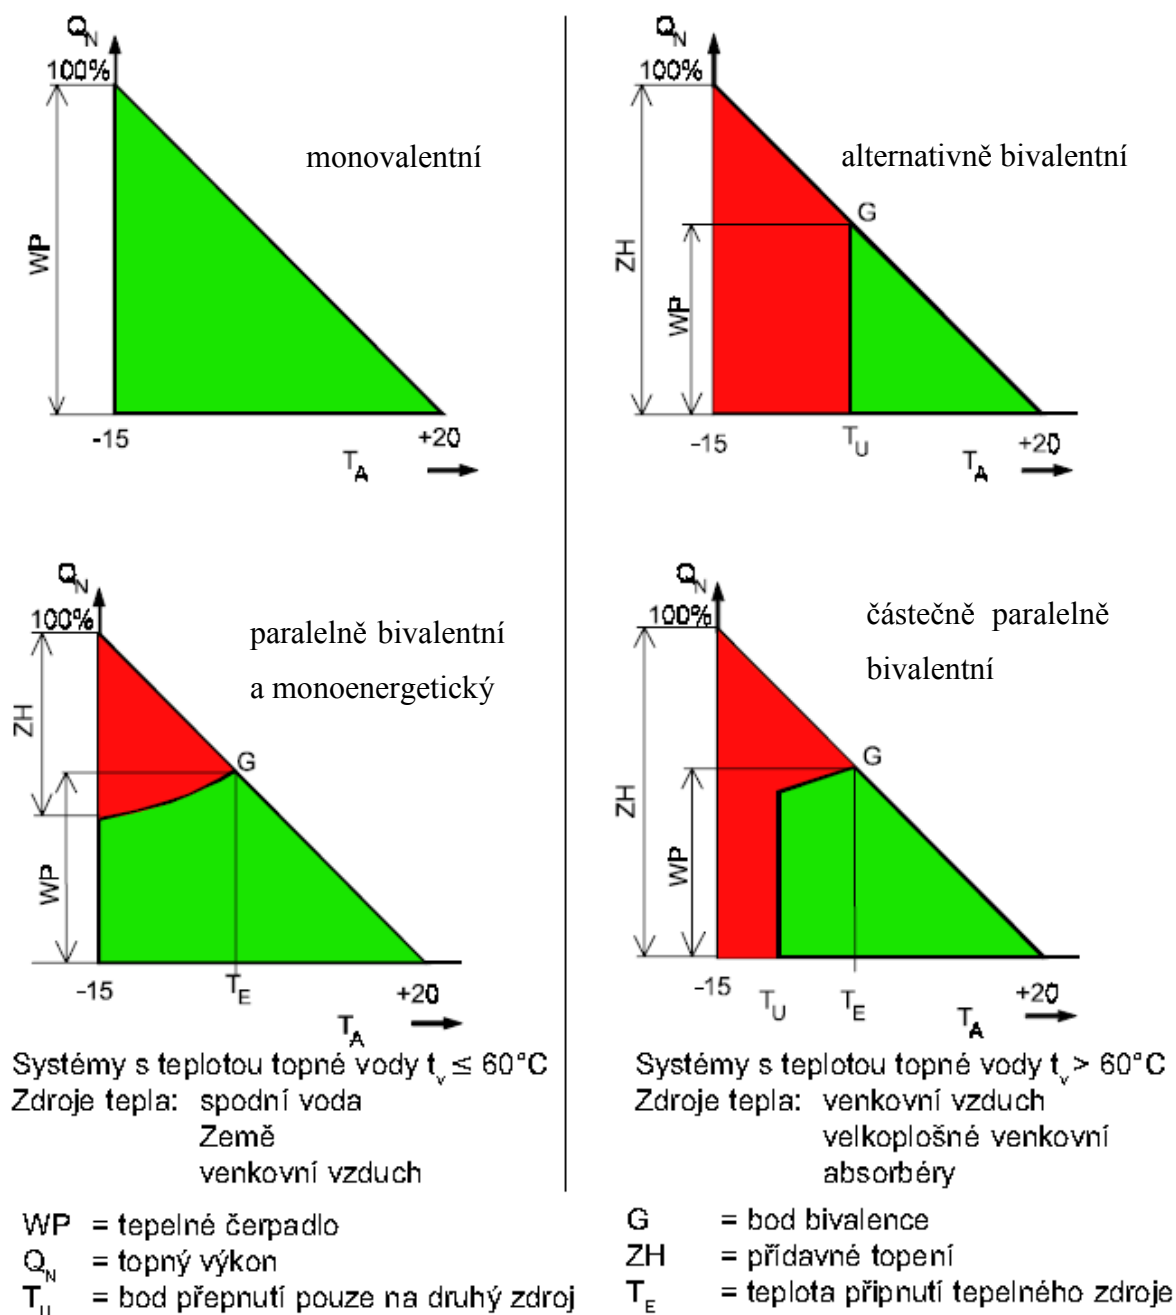 Q_N
100%
monovalentní
WP
-15
+20
T_A
Q_N
100%
alternativně bivalentní
G
ZH
WP
-15
T_U
+20
T_A
Q_N
100%
paralelně bivalentní
a monoenergetický
ZH
G
WP
-15
T_E
+20
T_A
Q_N
100%
částečně paralelně
bivalentní
G
ZH
WP
-15
T_U
T_E
+20
T_A
Systémy s teplotou topné vody t_v ≤ 60°C
Zdroje tepla: spodní voda
Země
venkovní vzduch
Systémy s teplotou topné vody t_v > 60°C
Zdroje tepla: venkovní vzduch
velkoplošné venkovní
absorbéry
WP = tepelné čerpadlo
Q_N = topný výkon
T_U = bod přepnutí pouze na druhý zdroj
G = bod bivalence
ZH = přídavné topení
T_E = teplota připnutí tepelného zdroje